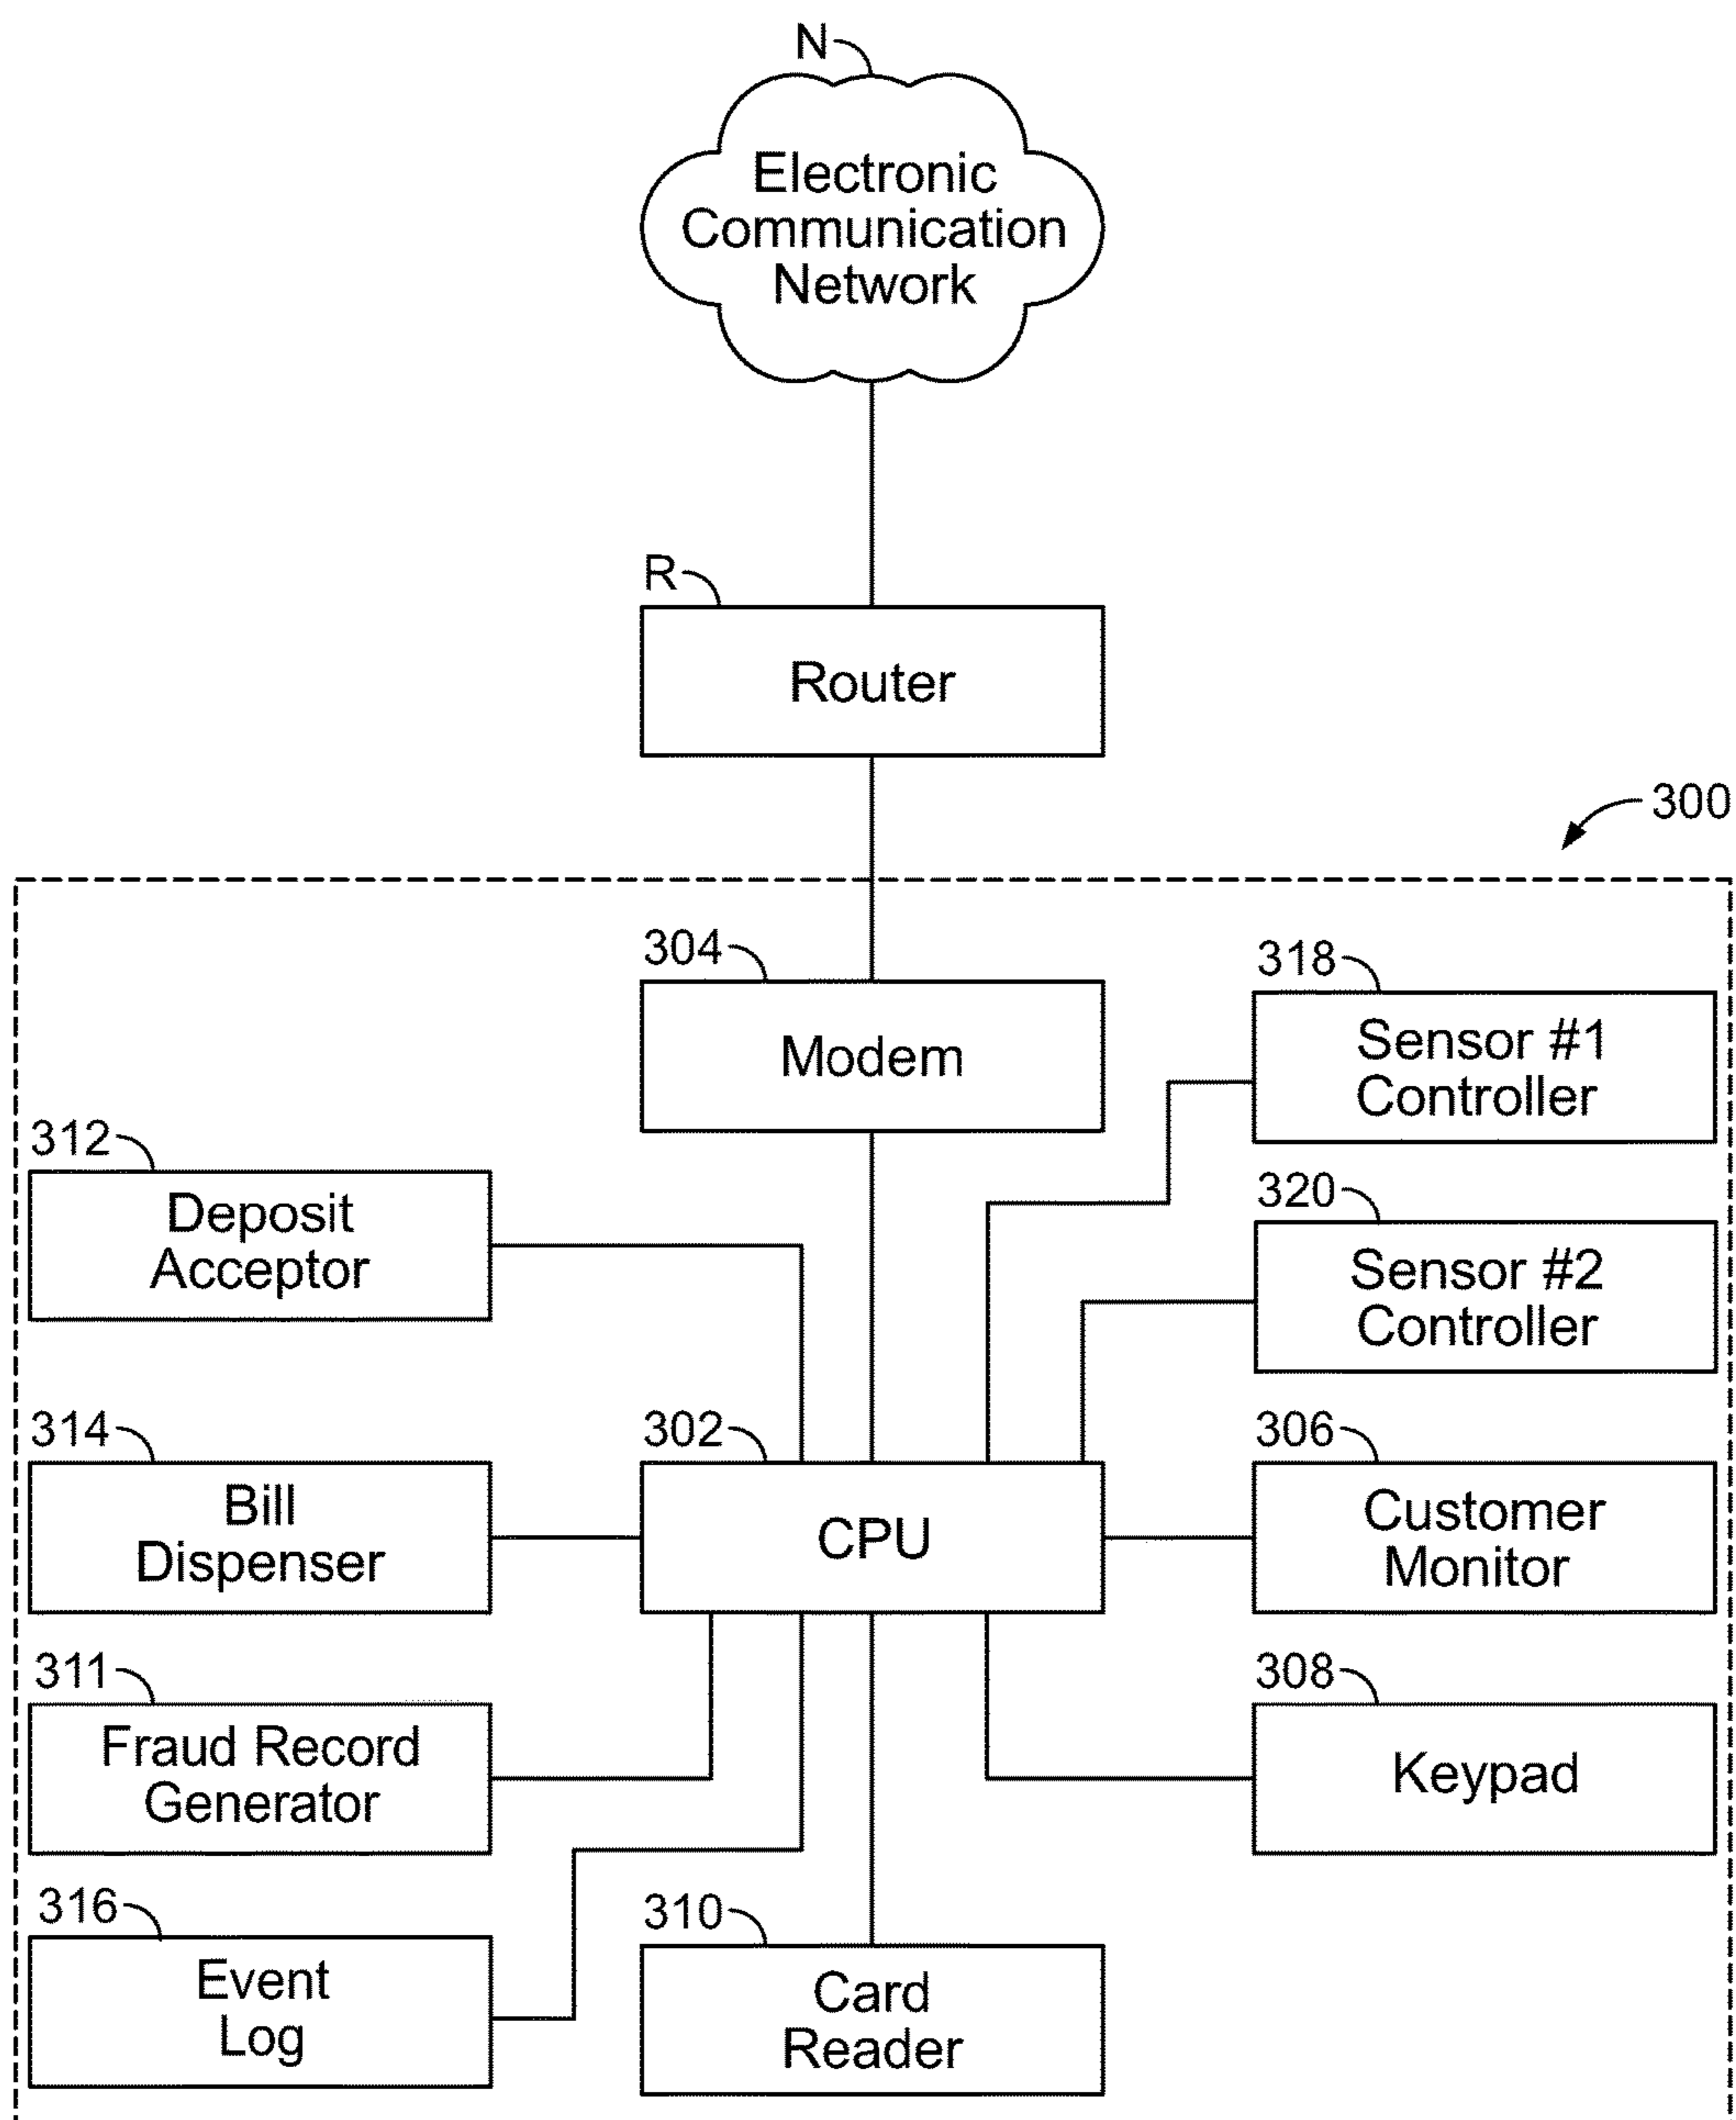 N
Electronic
Communication
Network
R
Router
300
304
Modem
318
Sensor #1
Controller
312
Deposit
Acceptor
320
Sensor #2
Controller
314
Bill
Dispenser
302
CPU
306
Customer
Monitor
311
Fraud Record
Generator
308
Keypad
316
Event
Log
310
Card
Reader